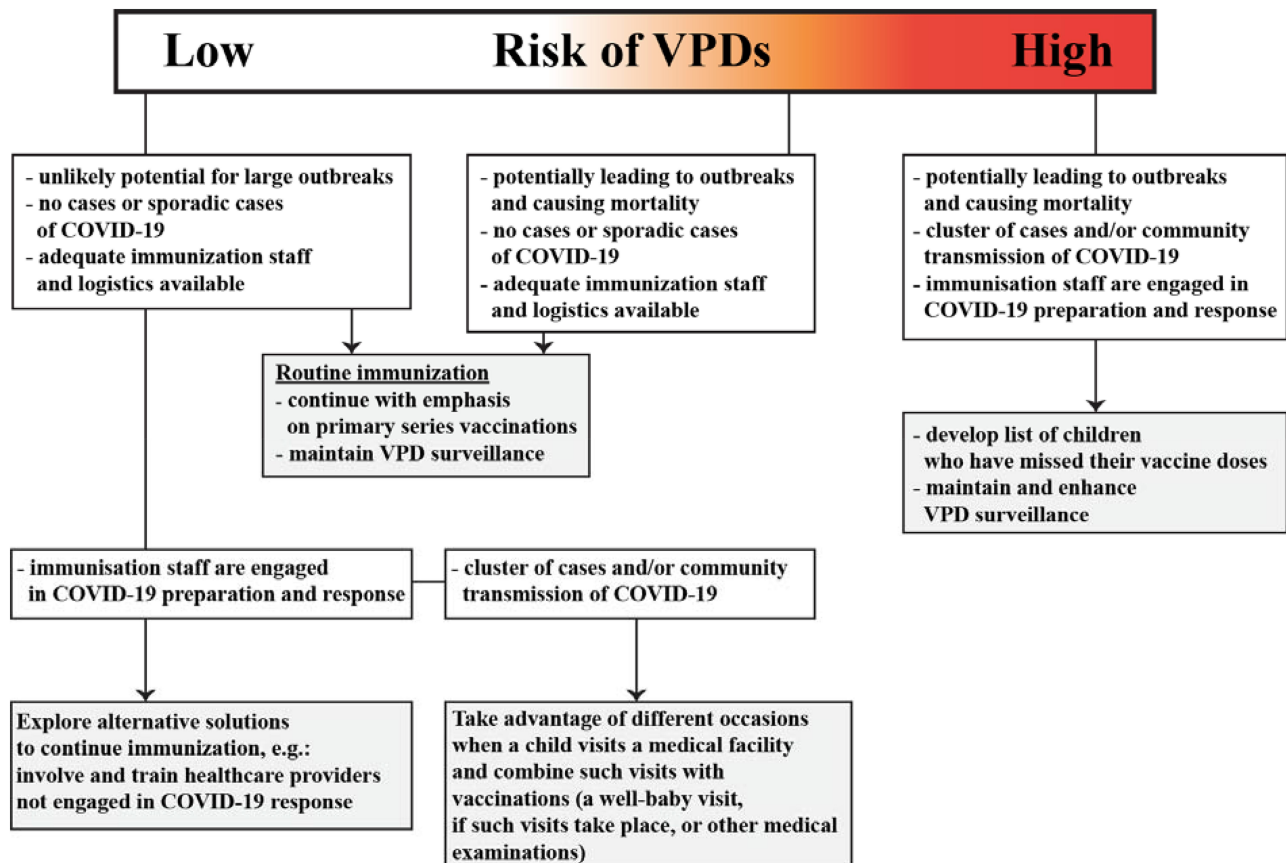 Low Risk of VPDs High
- unlikely potential for large outbreaks
- no cases or sporadic cases
of COVID-19
- adequate immunization staff
and logistics available
- potentially leading to outbreaks
and causing mortality
- no cases or sporadic cases
of COVID-19
- adequate immunization staff
and logistics available
- potentially leading to outbreaks
and causing mortality
- cluster of cases and/or community
transmission of COVID-19
- immunisation staff are engaged in
COVID-19 preparation and response
Routine immunization
- continue with emphasis
on primary series vaccinations
- maintain VPD surveillance
- develop list of children
who have missed their vaccine doses
- maintain and enhance
VPD surveillance
- immunisation staff are engaged
in COVID-19 preparation and response
- cluster of cases and/or community
transmission of COVID-19
Explore alternative solutions
to continue immunization, e.g.:
involve and train healthcare providers
not engaged in COVID-19 response
Take advantage of different occasions
when a child visits a medical facility
and combine such visits with
vaccinations (a well-baby visit,
if such visits take place, or other medical
examinations)